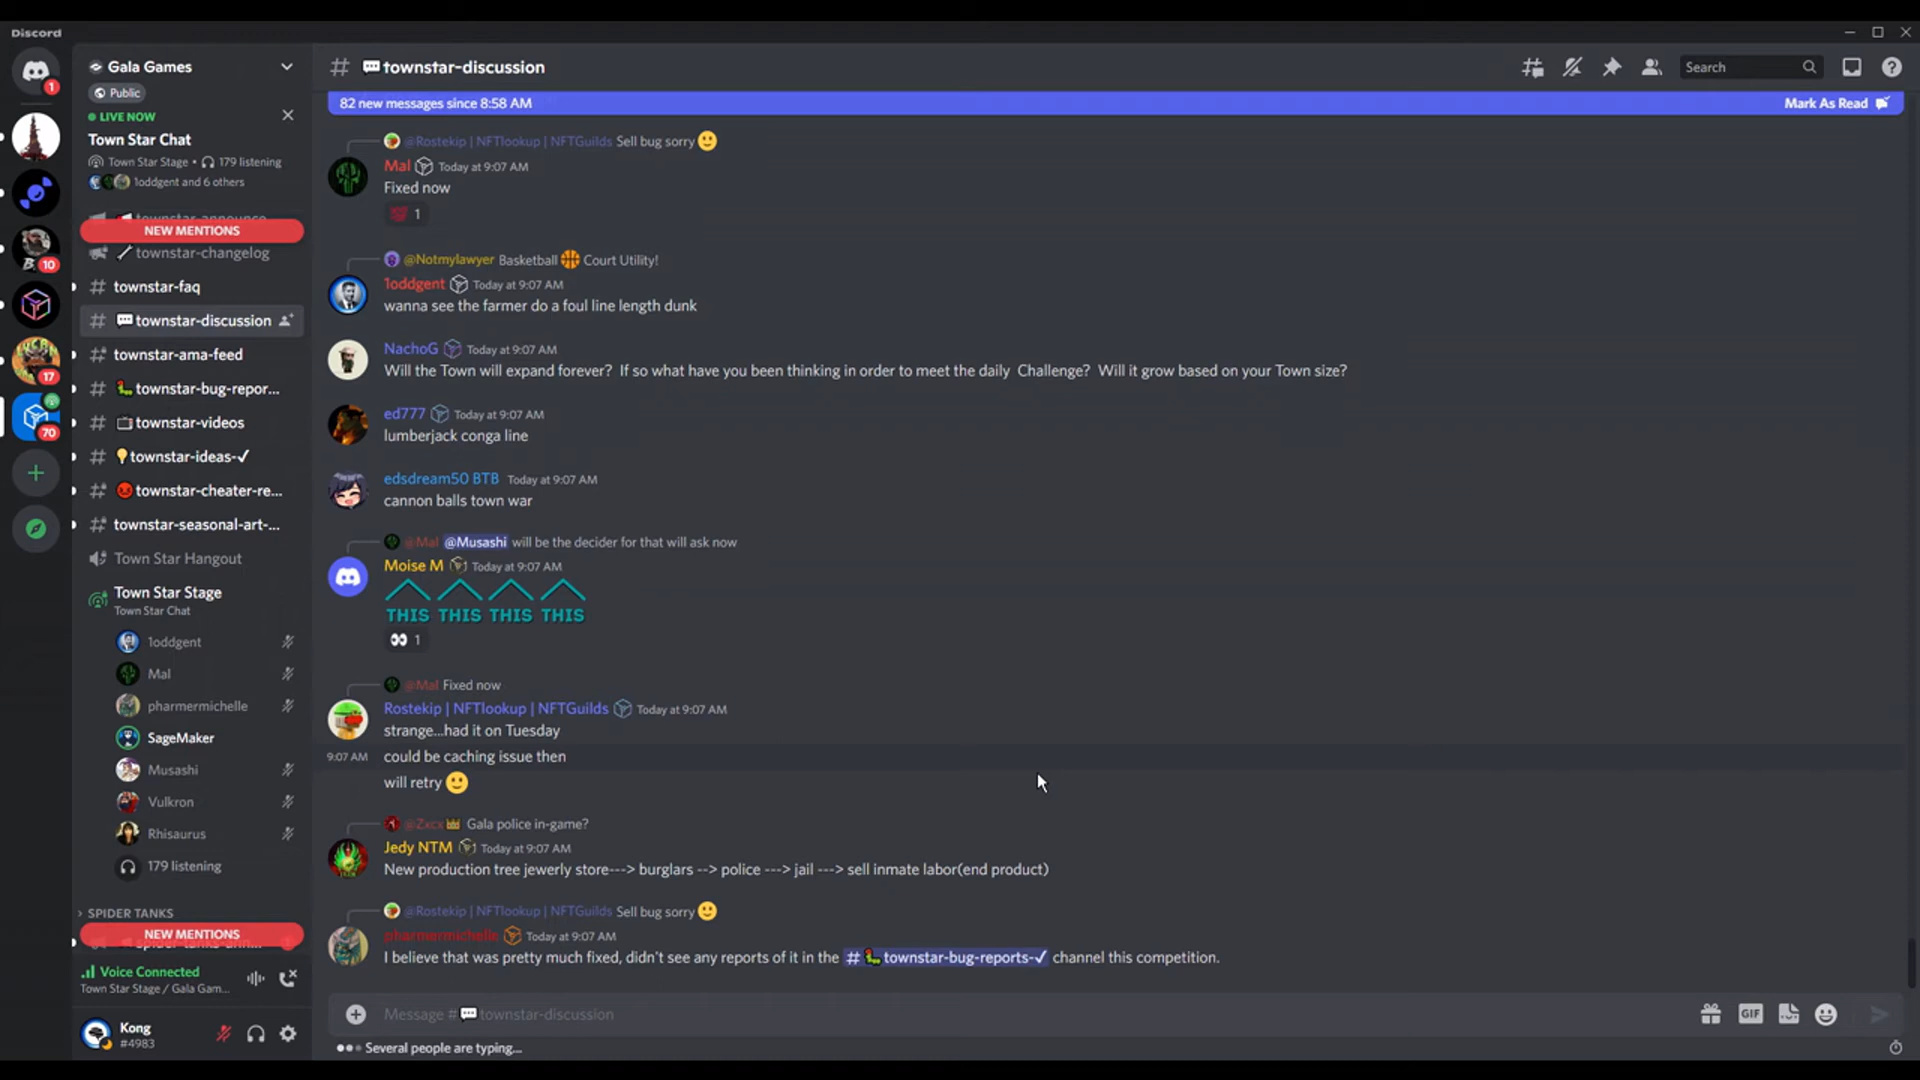 Discord
1
10
17
70
Gala Games
Public
LIVE NOW
Town Star Chat
Town Star Stage • 179 listening
1oddgent and 6 others
NEW MENTIONS
townstar-changelog
townstar-faq
townstar-discussion
townstar-ama-feed
townstar-bug-repor...
townstar-videos
townstar-ideas-✓
townstar-cheater-re...
townstar-seasonal-art-...
Town Star Hangout
Town Star Stage
Town Star Chat
1oddgent
Mal
pharmermichelle
SageMaker
Musashi
Vulkron
Rhisaurus
179 listening
SPIDER TANKS
NEW MENTIONS
Voice Connected
Town Star Stage / Gala Gam...
Kong
#4983
# townstar-discussion
Search
82 new messages since 8:58 AM
Mark As Read
@Rostekip | NFTlookup | NFTGuilds Sell bug sorry 🙂
Mal Today at 9:07 AM
Fixed now
💯 1
@Notmylawyer Basketball 🏀 Court Utility!
1oddgent Today at 9:07 AM
wanna see the farmer do a foul line length dunk
NachoG Today at 9:07 AM
Will the Town will expand forever? If so what have you been thinking in order to meet the daily Challenge? Will it grow based on your Town size?
ed777 Today at 9:07 AM
lumberjack conga line
edsdream50 BTB Today at 9:07 AM
cannon balls town war
@Mal @Musashi will be the decider for that will ask now
Moise M Today at 9:07 AM
THIS THIS THIS THIS
👀 1
@Mal Fixed now
Rostekip | NFTlookup | NFTGuilds Today at 9:07 AM
strange...had it on Tuesday
9:07 AM could be caching issue then
will retry 🙂
@Zxcx 👑 Gala police in-game?
Jedy NTM Today at 9:07 AM
New production tree jewerly store---> burglars --> police ---> jail ---> sell inmate labor(end product)
@Rostekip | NFTlookup | NFTGuilds Sell bug sorry 🙂
pharmermichelle Today at 9:07 AM
I believe that was pretty much fixed, didn't see any reports of it in the # townstar-bug-reports-✓ channel this competition.
Message # townstar-discussion
GIF
Several people are typing...